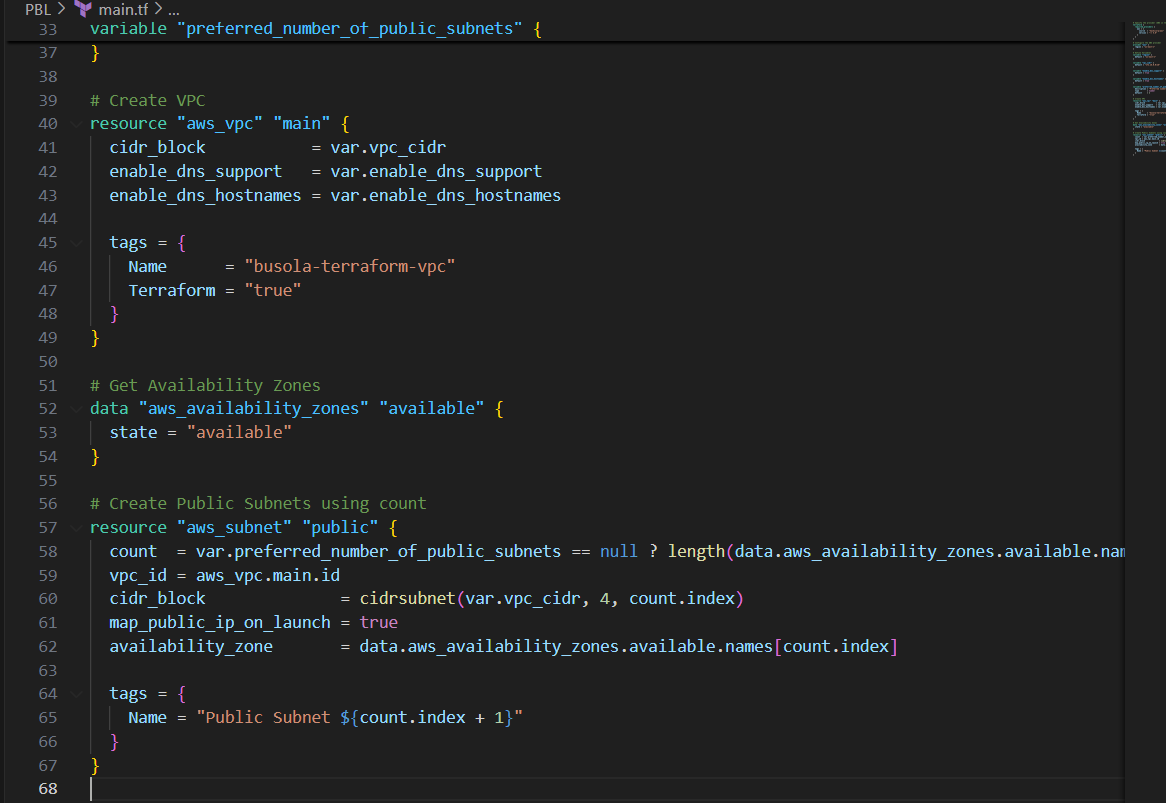 PBL > main.tf > ...
33 variable "preferred_number_of_public_subnets" {
37 }
38
39 # Create VPC
40 resource "aws_vpc" "main" {
41   cidr_block           = var.vpc_cidr
42   enable_dns_support   = var.enable_dns_support
43   enable_dns_hostnames = var.enable_dns_hostnames
44
45   tags = {
46     Name      = "busola-terraform-vpc"
47     Terraform = "true"
48   }
49 }
50
51 # Get Availability Zones
52 data "aws_availability_zones" "available" {
53   state = "available"
54 }
55
56 # Create Public Subnets using count
57 resource "aws_subnet" "public" {
58   count  = var.preferred_number_of_public_subnets == null ? length(data.aws_availability_zones.available.nam
59   vpc_id = aws_vpc.main.id
60   cidr_block              = cidrsubnet(var.vpc_cidr, 4, count.index)
61   map_public_ip_on_launch = true
62   availability_zone       = data.aws_availability_zones.available.names[count.index]
63
64   tags = {
65     Name = "Public Subnet ${count.index + 1}"
66   }
67 }
68